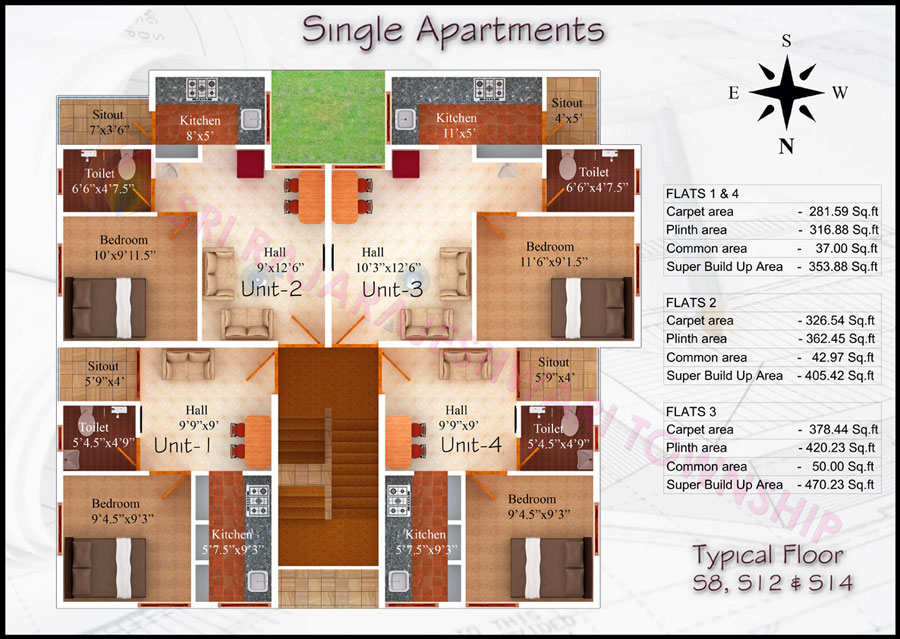 Single Apartments
S
E W
N
Sitout
7'x3'6"
Kitchen
8'x5'
Kitchen
11'x5'
Sitout
4'x5'
Toilet
6'6"x4'7.5"
Toilet
6'6"x4'7.5"
Bedroom
10'x9'11.5"
Hall
9'x12'6"
Unit-2
Hall
10'3"x12'6"
Unit-3
Bedroom
11'6"x9'1.5"
SRI RAJARAJESHWARI TOWNSHIP
Sitout
5'9"x4'
Hall
9'9"x9'
Unit-1
Toilet
5'4.5"x4'9"
Sitout
5'9"x4'
Hall
9'9"x9'
Unit-4
Toilet
5'4.5"x4'9"
Bedroom
9'4.5"x9'3"
Kitchen
5'7.5"x9'3"
Kitchen
5'7.5"x9'3"
Bedroom
9'4.5"x9'3"
FLATS 1 & 4
Carpet area - 281.59 Sq.ft
Plinth area - 316.88 Sq.ft
Common area - 37.00 Sq.ft
Super Build Up Area - 353.88 Sq.ft
FLATS 2
Carpet area - 326.54 Sq.ft
Plinth area - 362.45 Sq.ft
Common area - 42.97 Sq.ft
Super Build Up Area - 405.42 Sq.ft
FLATS 3
Carpet area - 378.44 Sq.ft
Plinth area - 420.23 Sq.ft
Common area - 50.00 Sq.ft
Super Build Up Area - 470.23 Sq.ft
Typical Floor
S8, S12 & S14